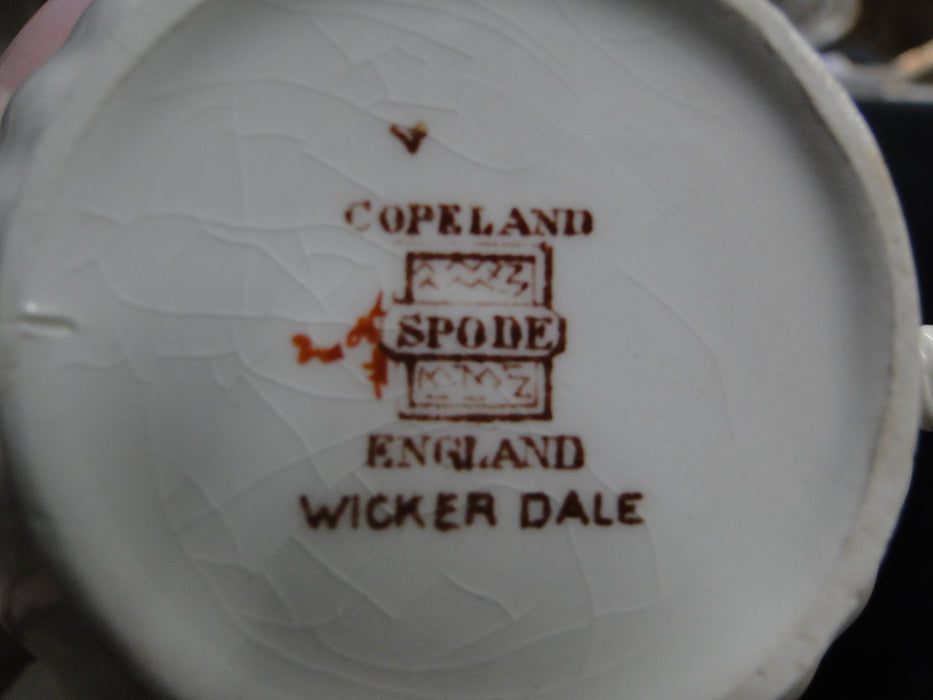 COPELAND
SPODE
ENGLAND
WICKER DALE